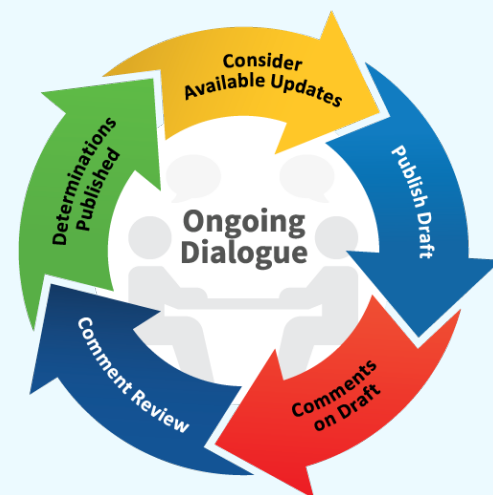 Consider
Available Updates
Publish Draft
Comments
on Draft
Comment Review
Determinations
Published
Ongoing
Dialogue